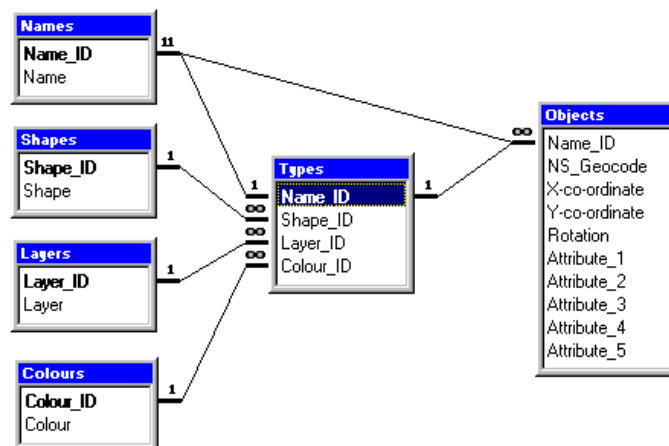 Names
Name_ID
Name
11
Shapes
Shape_ID
Shape
1
Layers
Layer_ID
Layer
1
Colours
Colour_ID
Colour
1
Types
Name_ID
Shape_ID
Layer_ID
Colour_ID
1
∞
∞
∞
1
Objects
Name_ID
NS_Geocode
X-co-ordinate
Y-co-ordinate
Rotation
Attribute_1
Attribute_2
Attribute_3
Attribute_4
Attribute_5
∞